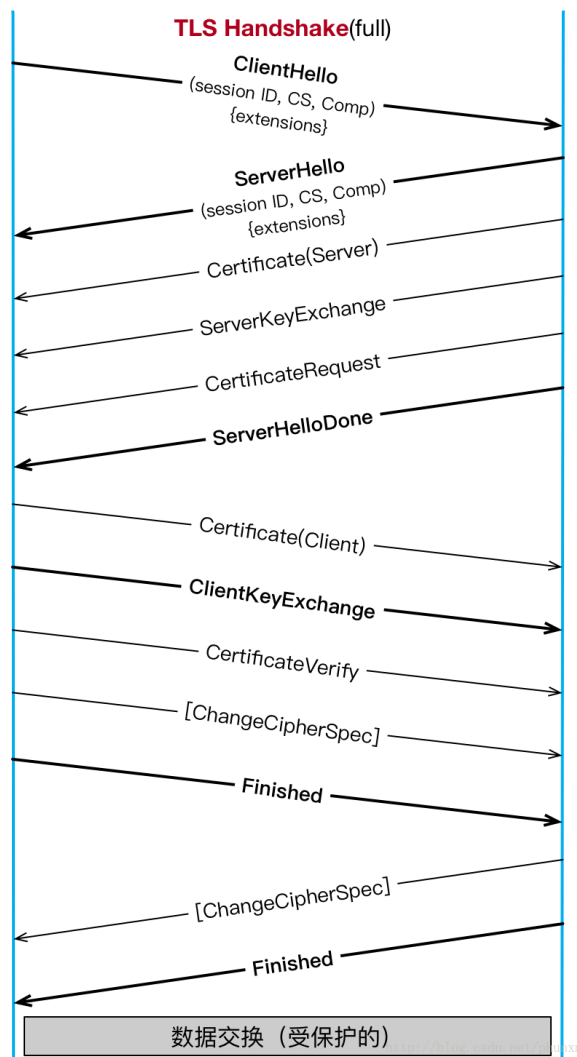 TLS Handshake(full)
ClientHello
(session ID, CS, Comp)
{extensions}
ServerHello
(session ID, CS, Comp)
{extensions}
Certificate(Server)
ServerKeyExchange
CertificateRequest
ServerHelloDone
Certificate(Client)
ClientKeyExchange
CertificateVerify
[ChangeCipherSpec]
Finished
[ChangeCipherSpec]
Finished
数据交换（受保护的）